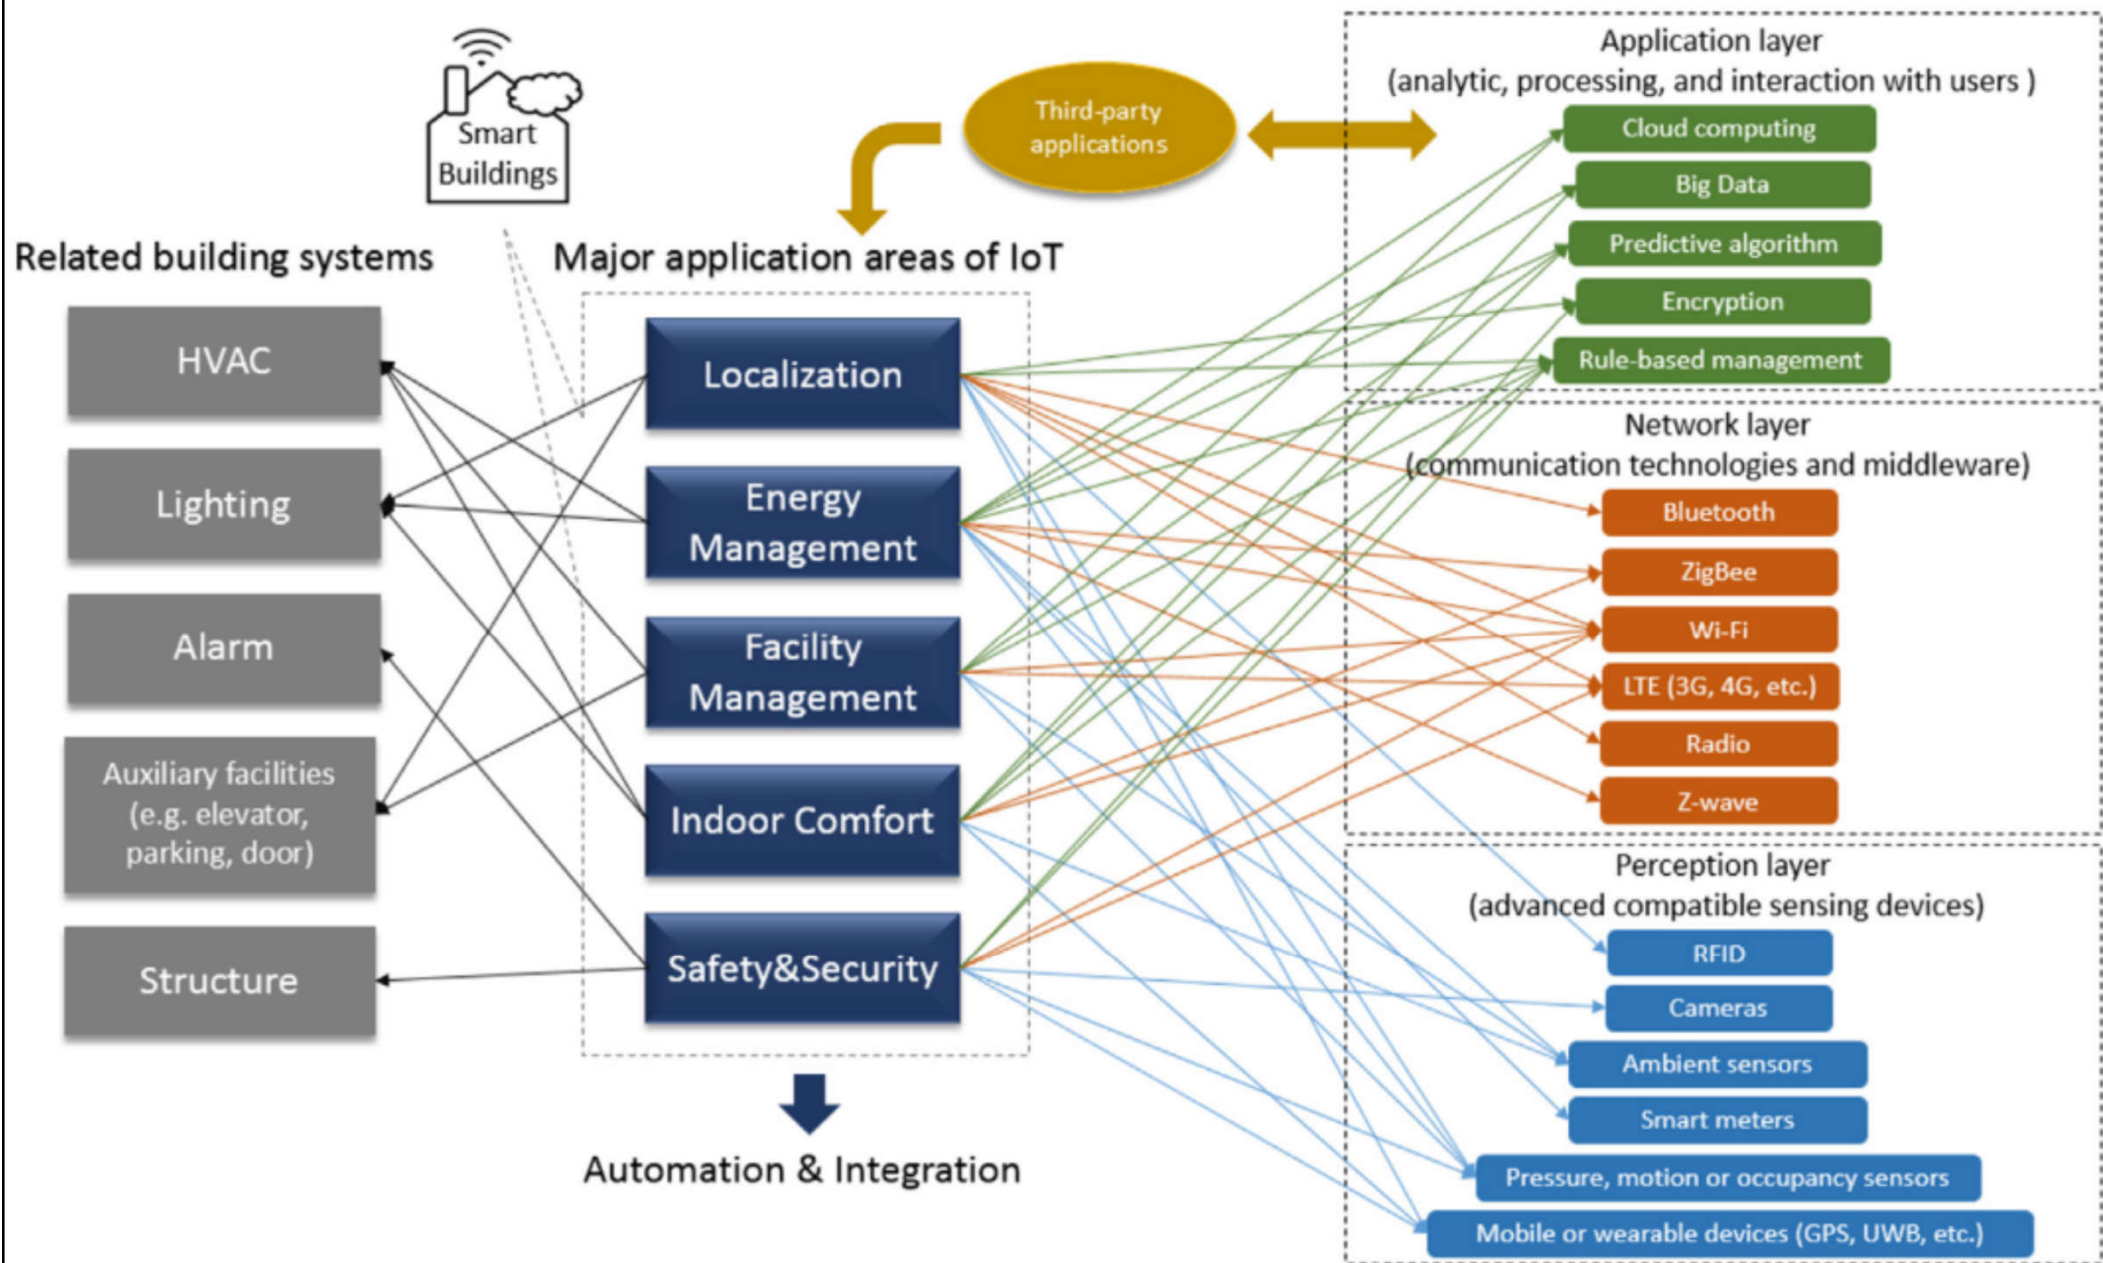 Smart
Buildings
Third-party
applications
Related building systems
HVAC
Lighting
Alarm
Auxiliary facilities
(e.g. elevator,
parking, door)
Structure
Major application areas of IoT
Localization
Energy
Management
Facility
Management
Indoor Comfort
Safety&Security
Automation & Integration
Application layer
(analytic, processing, and interaction with users )
Cloud computing
Big Data
Predictive algorithm
Encryption
Rule-based management
Network layer
(communication technologies and middleware)
Bluetooth
ZigBee
Wi-Fi
LTE (3G, 4G, etc.)
Radio
Z-wave
Perception layer
(advanced compatible sensing devices)
RFID
Cameras
Ambient sensors
Smart meters
Pressure, motion or occupancy sensors
Mobile or wearable devices (GPS, UWB, etc.)